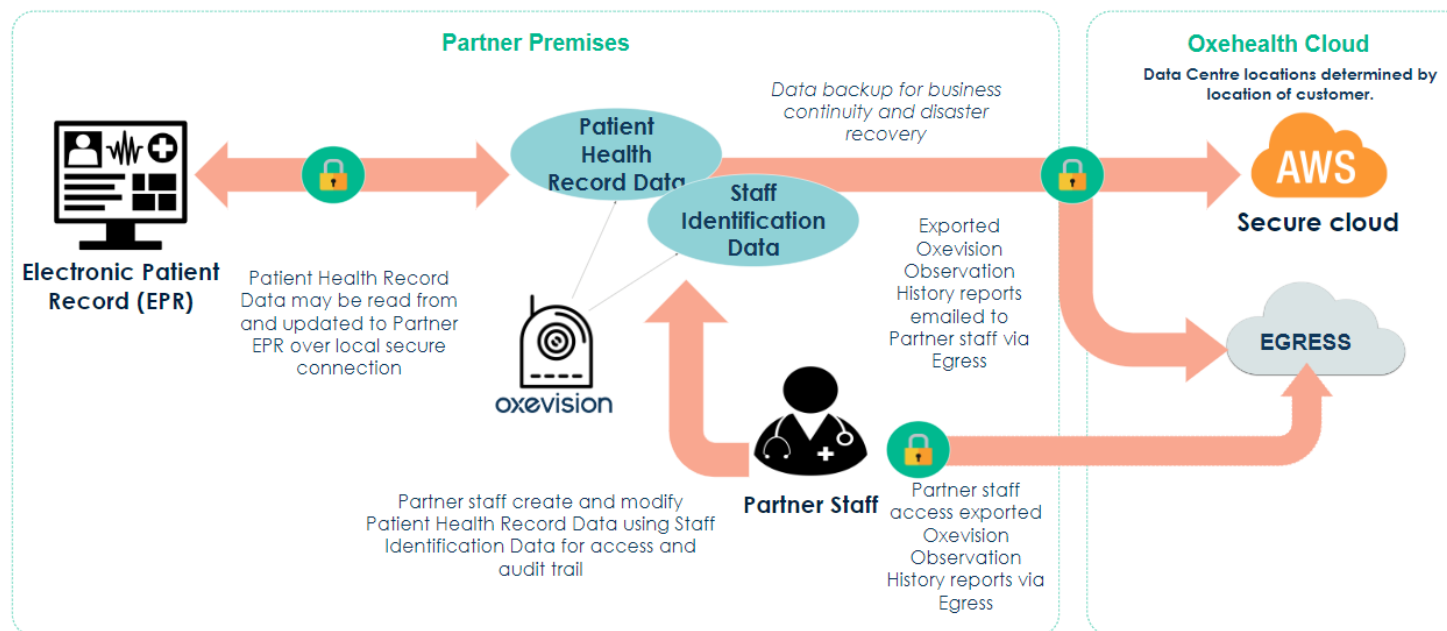 Partner Premises
Oxehealth Cloud
Data Centre locations determined by
location of customer.
Data backup for business
continuity and disaster
recovery
Patient
Health
Record Data
Staff
Identification
Data
AWS
Secure cloud
Electronic Patient
Record (EPR)
Patient Health Record
Data may be read from
and updated to Partner
EPR over local secure
connection
oxevision
Exported
Oxevision
Observation
History reports
emailed to
Partner staff via
Egress
EGRESS
Partner Staff
Partner staff create and modify
Patient Health Record Data using Staff
Identification Data for access and
audit trail
Partner staff
access exported
Oxevision
Observation
History reports via
Egress